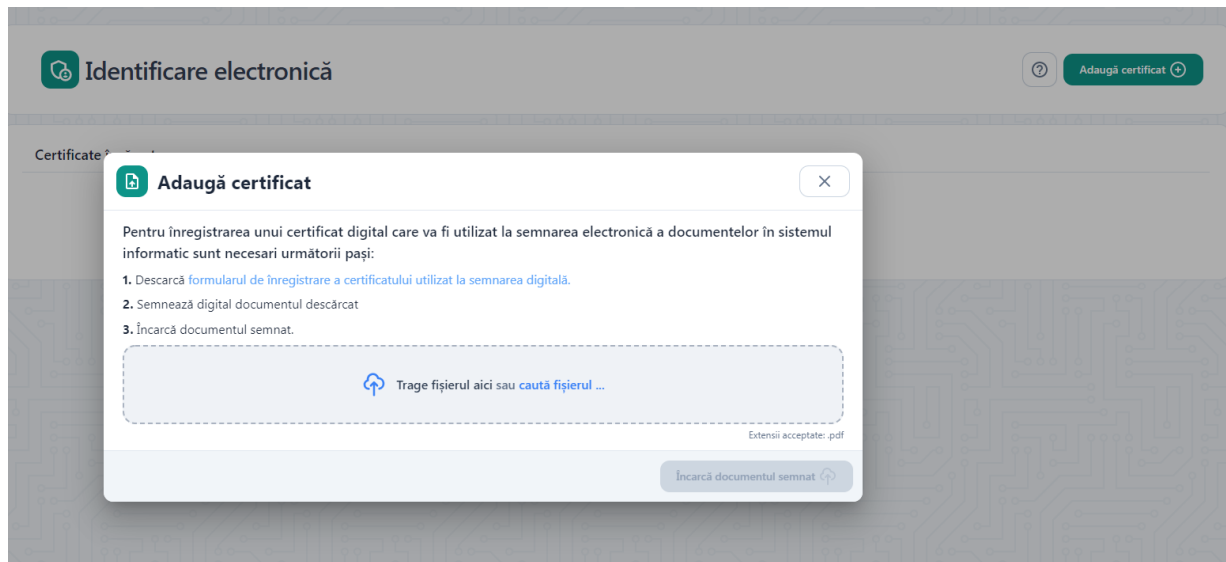 Identificare electronică
Adaugă certificat
Certificate
Adaugă certificat
Pentru înregistrarea unui certificat digital care va fi utilizat la semnarea electronică a documentelor în sistemul
informatic sunt necesari următorii pași:
1. Descarcă formularul de înregistrare a certificatului utilizat la semnarea digitală.
2. Semnează digital documentul descărcat
3. Încarcă documentul semnat.
Trage fișierul aici sau caută fișierul ...
Extensii acceptate: .pdf
Încarcă documentul semnat